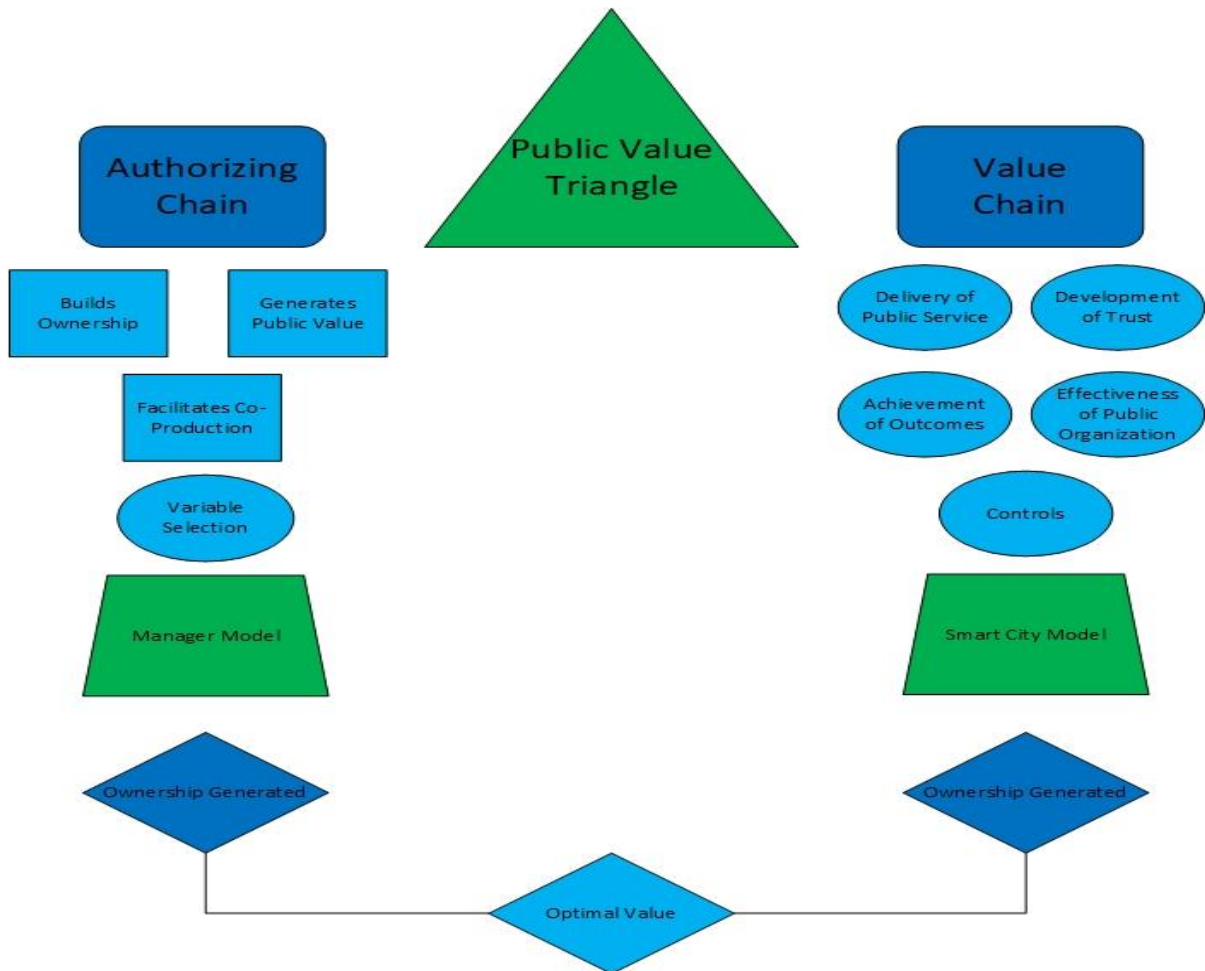 Public Value
Triangle
Authorizing
Chain
Value
Chain
Builds
Ownership
Generates
Public Value
Facilitates Co-
Production
Variable
Selection
Manager Model
Ownership Generated
Delivery of
Public Service
Development
of Trust
Achievement
of Outcomes
Effectiveness
of Public
Organization
Controls
Smart City Model
Ownership Generated
Optimal Value